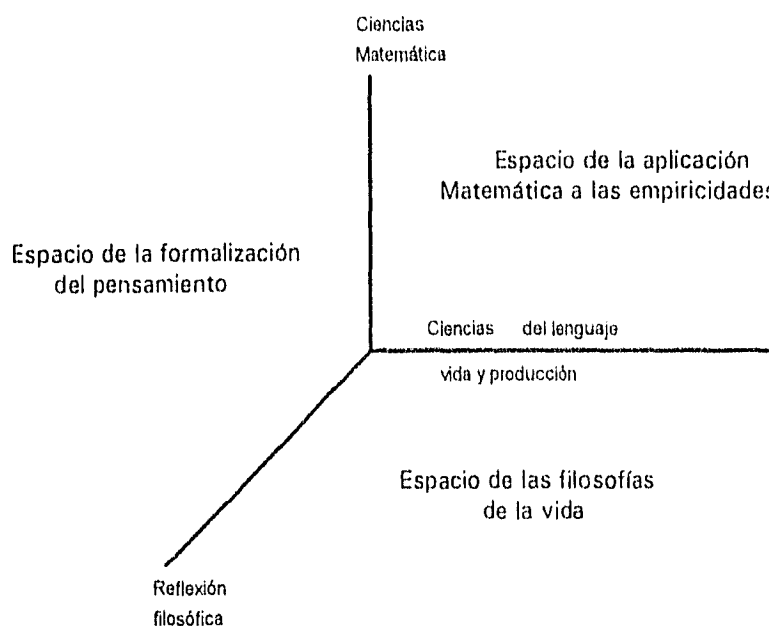 Ciencias
Matemática
Espacio de la aplicación
Matemática a las empiricidades
Espacio de la formalización
del pensamiento
Ciencias del lenguaje
vida y producción
Espacio de las filosofías
de la vida
Reflexión
filosófica